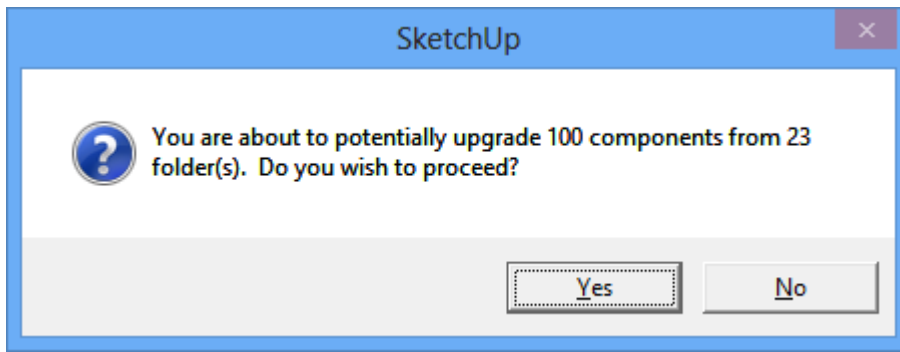 SketchUp
You are about to potentially upgrade 100 components from 23
folder(s).  Do you wish to proceed?
Yes
No